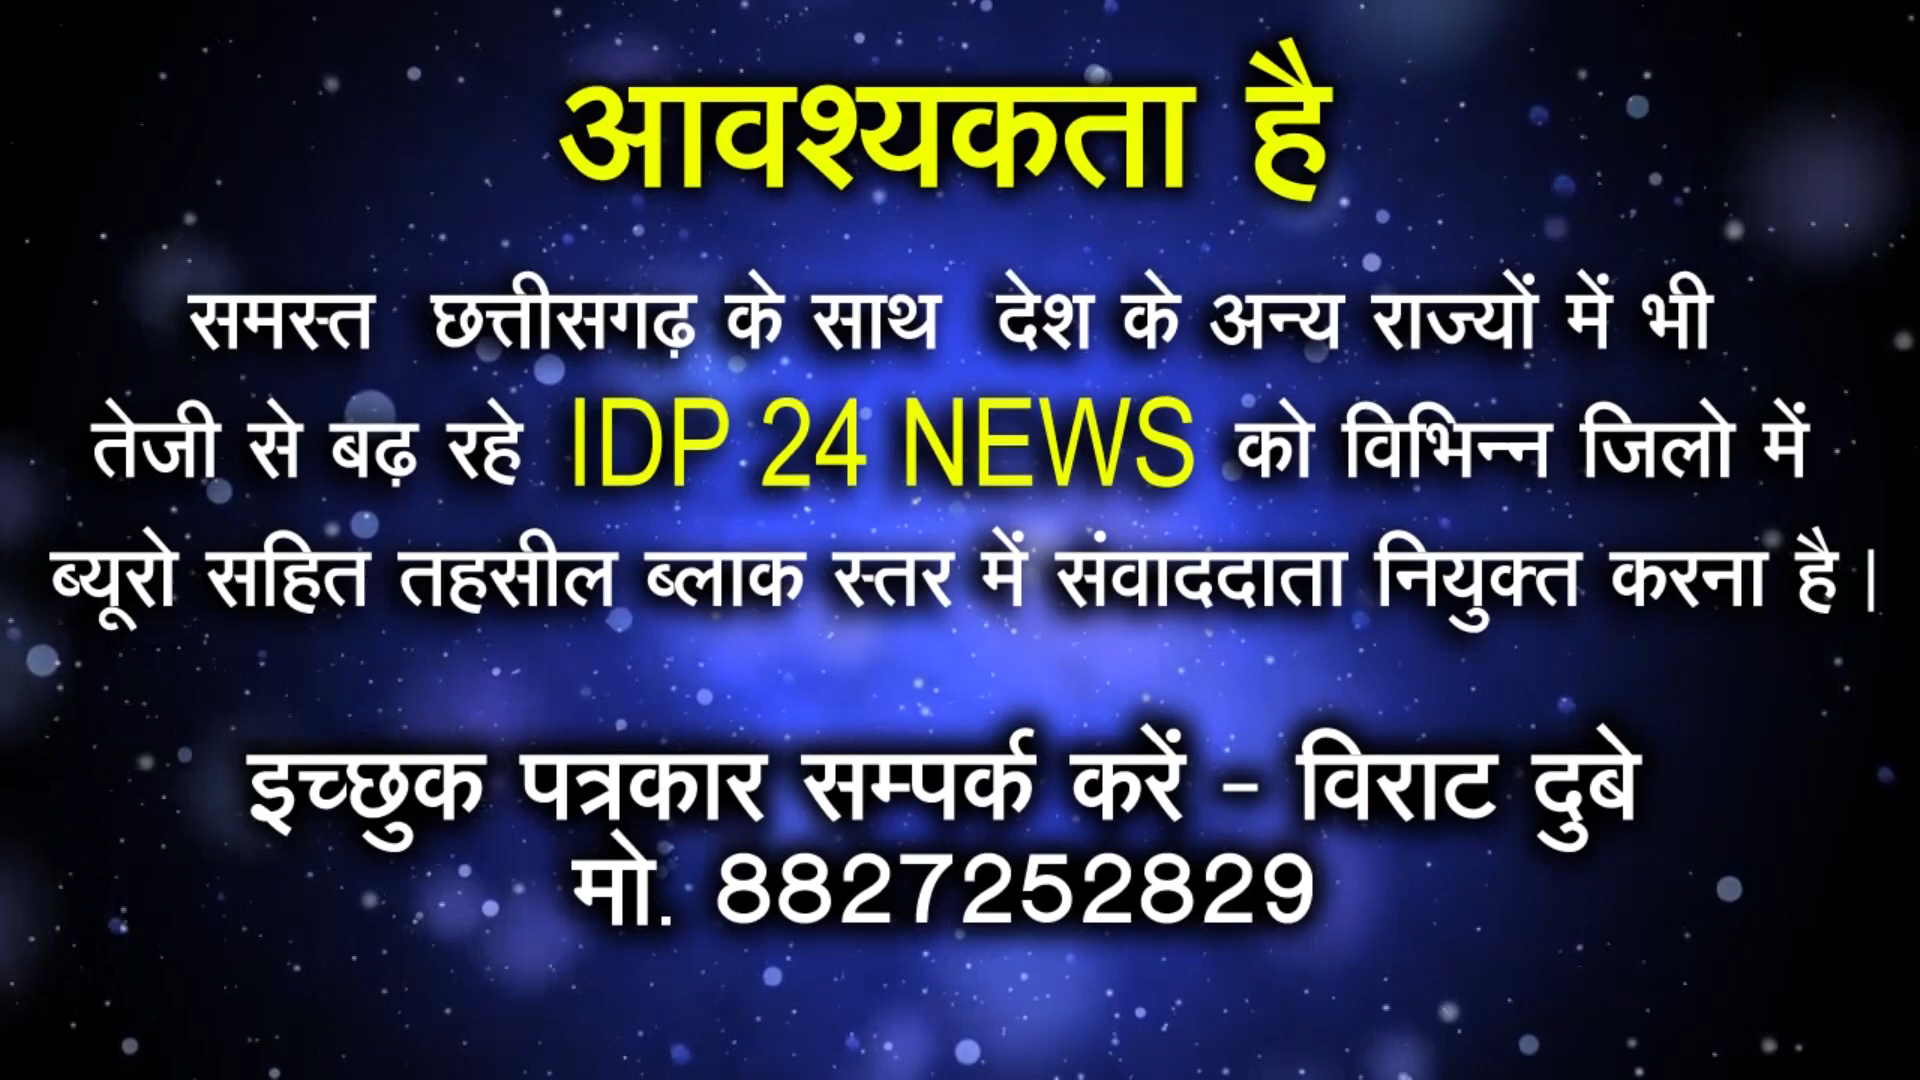 आवश्यकता है
समस्त छत्तीसगढ़ के साथ देश के अन्य राज्यों में भी
तेजी से बढ़ रहे IDP 24 NEWS को विभिन्न जिलो में
ब्यूरो सहित तहसील ब्लाक स्तर में संवाददाता नियुक्त करना है।
इच्छुक पत्रकार सम्पर्क करें - विराट दुबे
मो. 8827252829